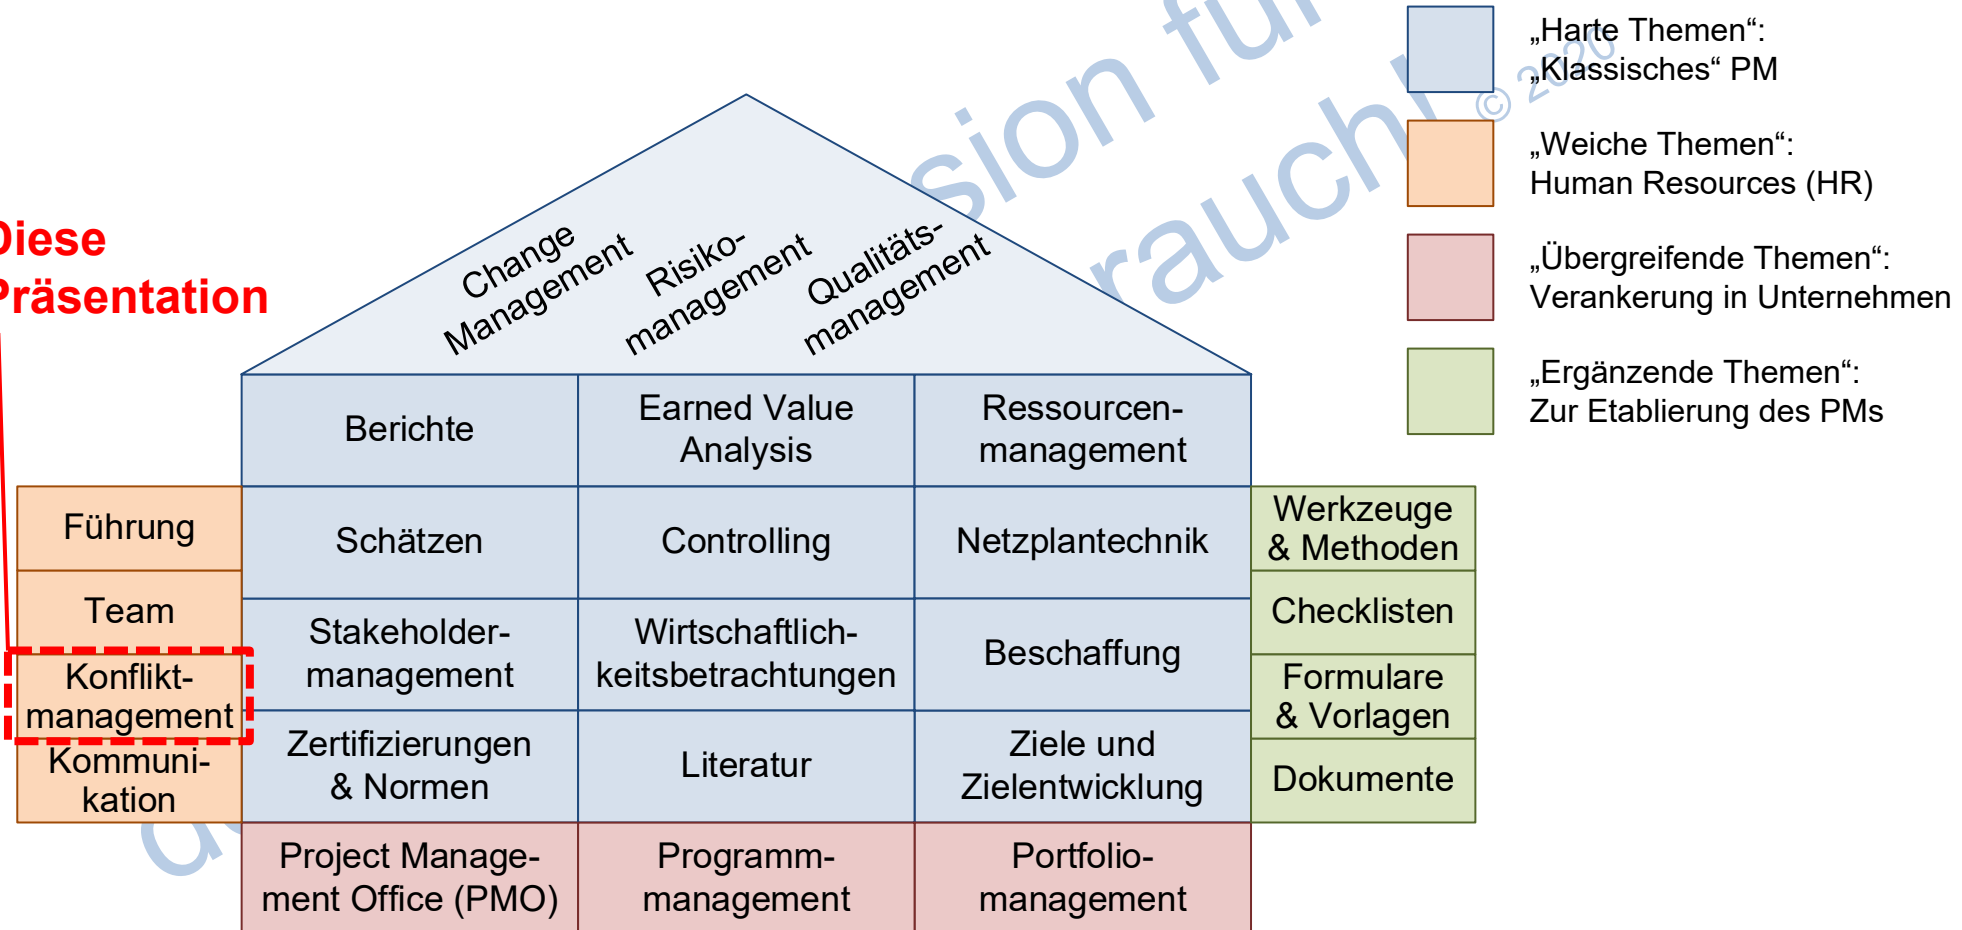 „Harte Themen“:
„Klassisches“ PM
© 2020
„Weiche Themen“:
Human Resources (HR)
„Übergreifende Themen“:
Verankerung in Unternehmen
„Ergänzende Themen“:
Zur Etablierung des PMs
Diese
Präsentation
Change
Management
Risiko-
management
Qualitäts-
management
Berichte
Earned Value
Analysis
Ressourcen-
management
Führung
Schätzen
Controlling
Netzplantechnik
Werkzeuge
& Methoden
Team
Stakeholder-
management
Wirtschaftlich-
keitsbetrachtungen
Beschaffung
Checklisten
Konflikt-
management
Formulare
& Vorlagen
Kommuni-
kation
Zertifizierungen
& Normen
Literatur
Ziele und
Zielentwicklung
Dokumente
Project Manage-
ment Office (PMO)
Programm-
management
Portfolio-
management